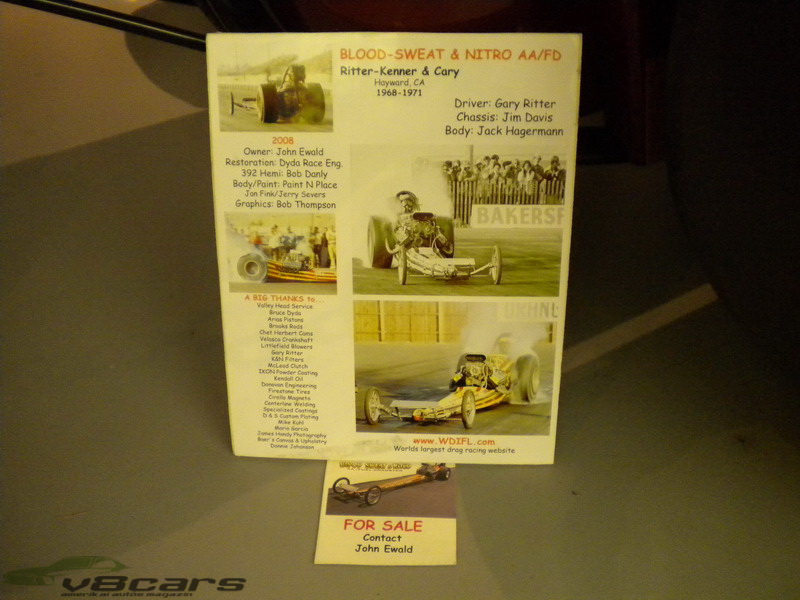 BLOOD-SWEAT & NITRO AA/FD
Ritter-Kenner & Cary
Hayward, CA
1968-1971
Driver: Gary Ritter
Chassis: Jim Davis
Body: Jack Hagermann
2008
Owner: John Ewald
Restoration: Dyda Race Eng.
392 Hemi: Bob Danly
Body/Paint: Paint N Place
Jon Fink/Jerry Severs
Graphics: Bob Thompson
BAKERSF
A BIG THANKS to...
Valley Head Service
Bruce Dyda
Arias Pistons
Brooks Rods
Chet Herbert Cams
Velasco Crankshaft
Littlefield Blowers
Gary Ritter
K&N Filters
McLeod Clutch
IKON Powder Coating
Kendall Oil
Donovan Engineering
Firestone Tires
Cirello Magneto
Centerlaw Welding
Specialized Coatings
D & S Custom Plating
Mike Kuhl
Mario Garcia
James Handy Photography
Baer's Canvas & Upholstry
Donnie Johansen
www.WDIFL.com
Worlds largest drag racing website
FOR SALE
Contact
John Ewald
v8cars
amerikai autós magazin